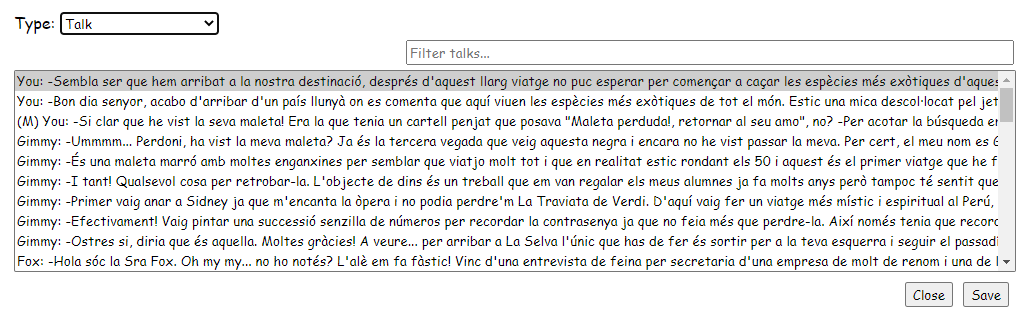 Type: Talk
Filter talks...
You: -Sembla ser que hem arribat a la nostra destinació, després d'aquest llarg viatge no puc esperar per començar a caçar les espècies més exòtiques d'aques
You: -Bon dia senyor, acabo d'arribar d'un país llunyà on es comenta que aquí viuen les espècies més exòtiques de tot el món. Estic una mica descol·locat pel jet
(M) You: -Si clar que he vist la seva maleta! Era la que tenia un cartell penjat que posava "Maleta perduda!, retornar al seu amo", no? -Per acotar la búsqueda en
Gimmy: -Ummmm... Perdoni, ha vist la meva maleta? Ja és la tercera vegada que veig aquesta negra i encara no he vist passar la meva. Per cert, el meu nom es G
Gimmy: -És una maleta marró amb moltes enganxines per semblar que viatjo molt tot i que en realitat estic rondant els 50 i aquest és el primer viatge que he f
Gimmy: -I tant! Qualsevol cosa per retrobar-la. L'objecte de dins és un treball que em van regalar els meus alumnes ja fa molts anys però tampoc té sentit que
Gimmy: -Primer vaig anar a Sidney ja que m'encanta la òpera i no podia perdre'm La Traviata de Verdi. D'aquí vaig fer un viatge més místic i espiritual al Perú,
Gimmy: -Efectivament! Vaig pintar una successió senzilla de números per recordar la contrasenya ja que no feia més que perdre-la. Així només tenia que recorc
Gimmy: -Ostres si, diria que és aquella. Moltes gràcies! A veure... per arribar a La Selva l'únic que has de fer és sortir per a la teva esquerra i seguir el passadi
Fox: -Hola sóc la Sra Fox. Oh my my... no ho notés? L'alè em fa fàstic! Vinc d'una entrevista de feina per secretaria d'una empresa de molt de renom i una de l
Close Save